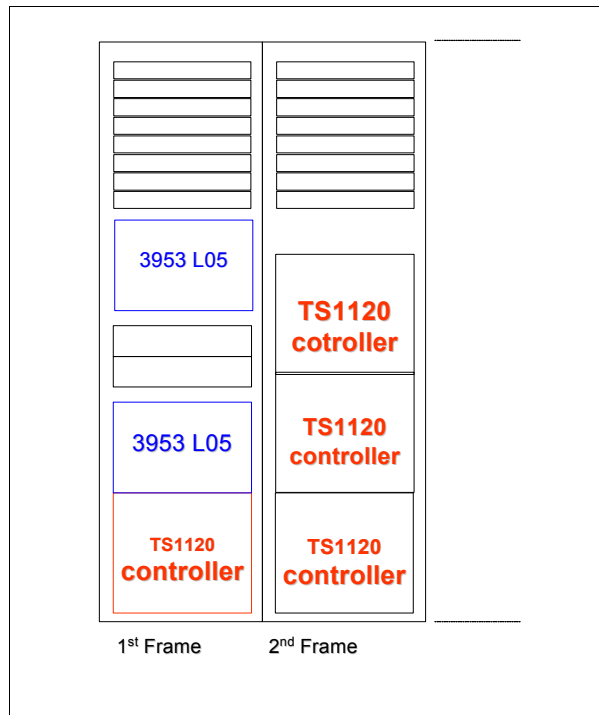 3953 L05
3953 L05
TS1120
controller
TS1120
cotroller
TS1120
controller
TS1120
controller
1st Frame
2nd Frame